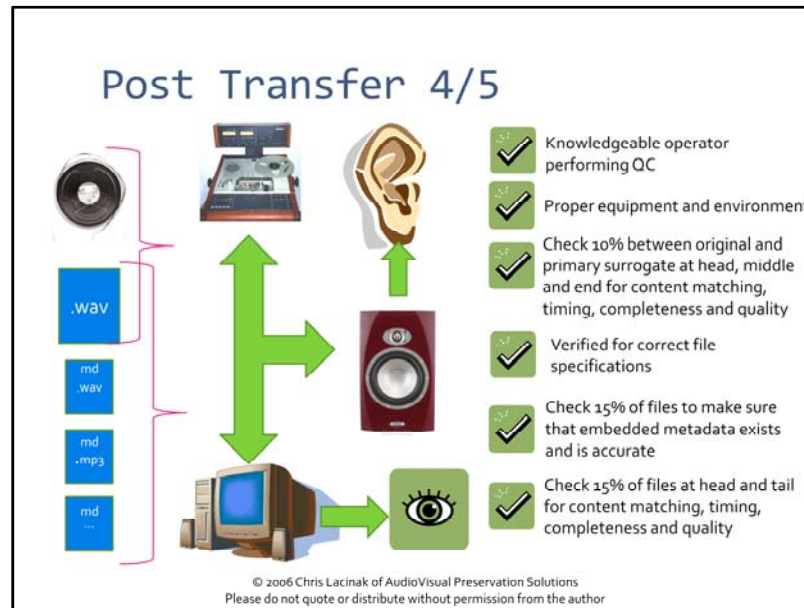 Post Transfer 4/5
.wav
md
.wav
md
.mp3
md
...
Knowledgeable operator
performing QC
Proper equipment and environment
Check 10% between original and
primary surrogate at head, middle
and end for content matching,
timing, completeness and quality
Verified for correct file
specifications
Check 15% of files to make sure
that embedded metadata exists
and is accurate
Check 15% of files at head and tail
for content matching, timing,
completeness and quality
© 2006 Chris Lacinak of AudioVisual Preservation Solutions
Please do not quote or distribute without permission from the author